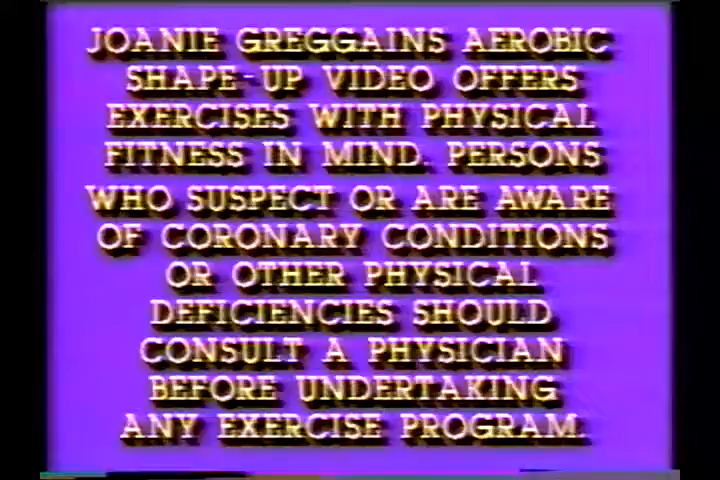 JOANIE GREGGAINS AEROBIC
SHAPE-UP VIDEO OFFERS
EXERCISES WITH PHYSICAL
FITNESS IN MIND. PERSONS
WHO SUSPECT OR ARE AWARE
OF CORONARY CONDITIONS
OR OTHER PHYSICAL
DEFICIENCIES SHOULD
CONSULT A PHYSICIAN
BEFORE UNDERTAKING
ANY EXERCISE PROGRAM.